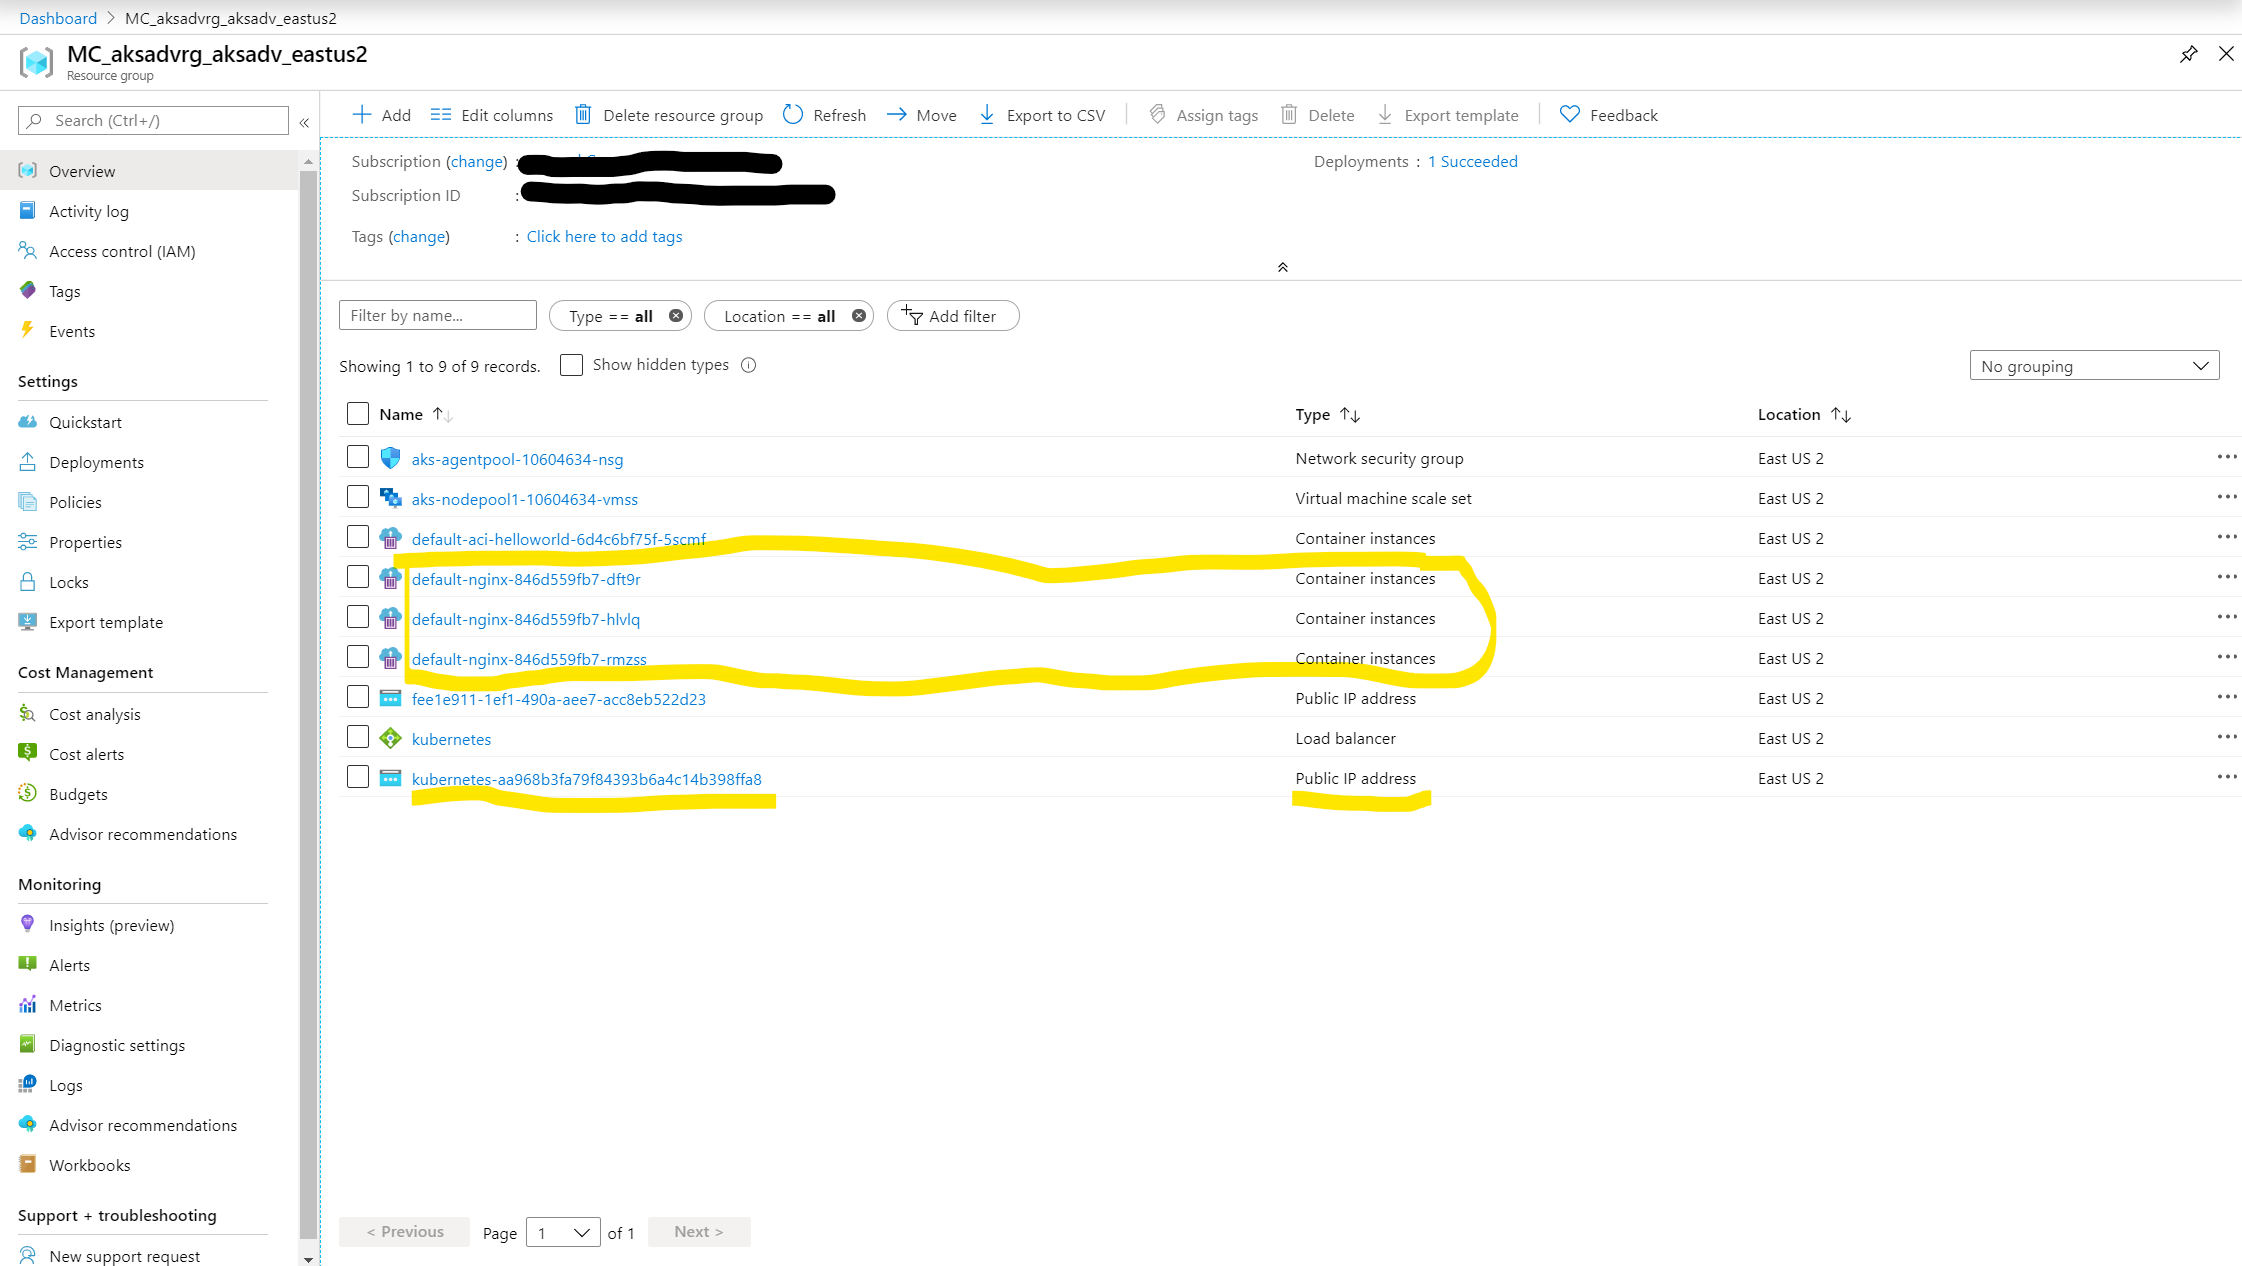 Dashboard > MC_aksadvrg_aksadv_eastus2
MC_aksadvrg_aksadv_eastus2
Resource group
Search (Ctrl+/)
«
Add Edit columns Delete resource group Refresh Move Export to CSV Assign tags Delete Export template Feedback
Overview
Activity log
Access control (IAM)
Tags
Events
Settings
Quickstart
Deployments
Policies
Properties
Locks
Export template
Cost Management
Cost analysis
Cost alerts
Budgets
Advisor recommendations
Monitoring
Insights (preview)
Alerts
Metrics
Diagnostic settings
Logs
Advisor recommendations
Workbooks
Support + troubleshooting
New support request
Subscription (change) :
Deployments : 1 Succeeded
Subscription ID :
Tags (change) : Click here to add tags
Filter by name... Type == all Location == all Add filter
Showing 1 to 9 of 9 records. Show hidden types No grouping
Name Type Location
aks-agentpool-10604634-nsg Network security group East US 2 ...
aks-nodepool1-10604634-vmss Virtual machine scale set East US 2 ...
default-aci-helloworld-6d4c6bf75f-5scmf Container instances East US 2 ...
default-nginx-846d559fb7-dft9r Container instances East US 2 ...
default-nginx-846d559fb7-hlvlq Container instances East US 2 ...
default-nginx-846d559fb7-rmzss Container instances East US 2 ...
fee1e911-1ef1-490a-aee7-acc8eb522d23 Public IP address East US 2 ...
kubernetes Load balancer East US 2 ...
kubernetes-aa968b3fa79f84393b6a4c14b398ffa8 Public IP address East US 2 ...
< Previous Page 1 of 1 Next >